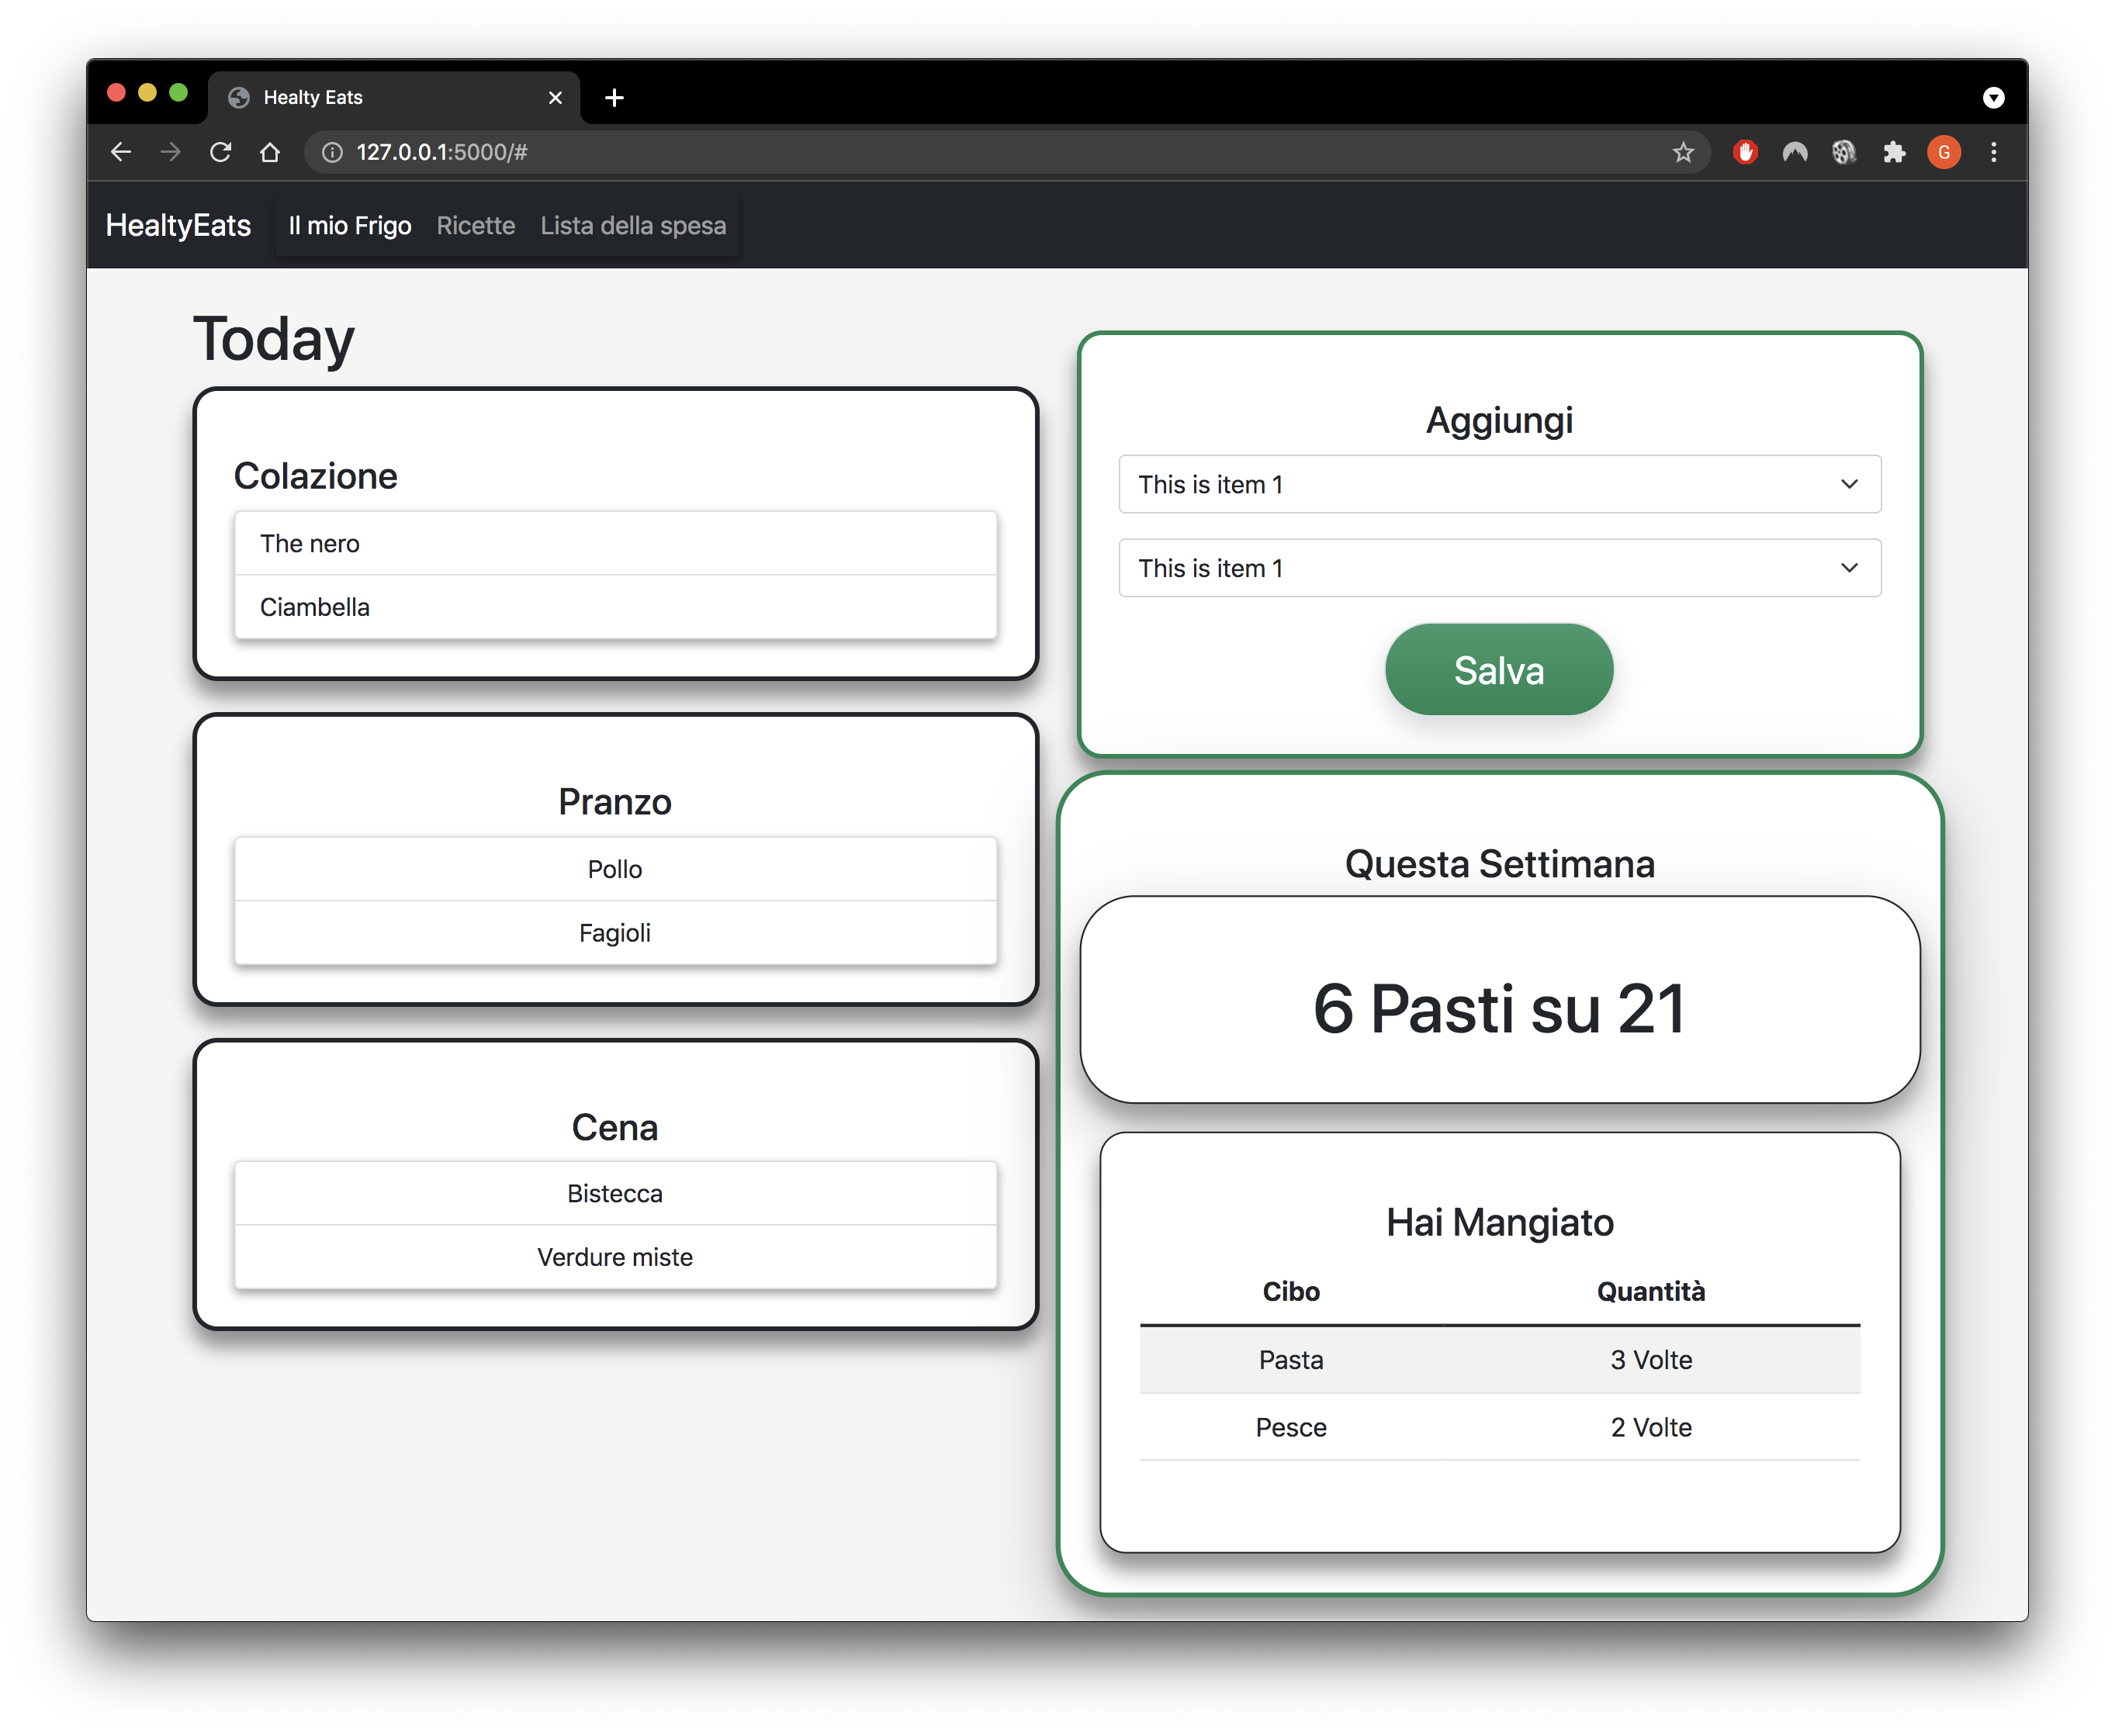 Healty Eats
127.0.0.1:5000/#
G
HealtyEats Il mio Frigo Ricette Lista della spesa
Today
Colazione
The nero
Ciambella
Pranzo
Pollo
Fagioli
Cena
Bistecca
Verdure miste
Aggiungi
This is item 1
This is item 1
Salva
Questa Settimana
6 Pasti su 21
Hai Mangiato
Cibo Quantità
Pasta 3 Volte
Pesce 2 Volte